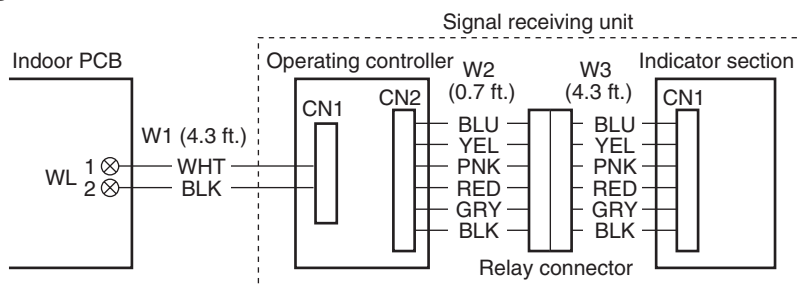 Signal receiving unit
Indoor PCB
Operating controller
W2
(0.7 ft.)
W3
(4.3 ft.)
Indicator section
CN1
CN2
CN1
W1 (4.3 ft.)
WL
1
WHT
2
BLK
BLU
YEL
PNK
RED
GRY
BLK
BLU
YEL
PNK
RED
GRY
BLK
Relay connector